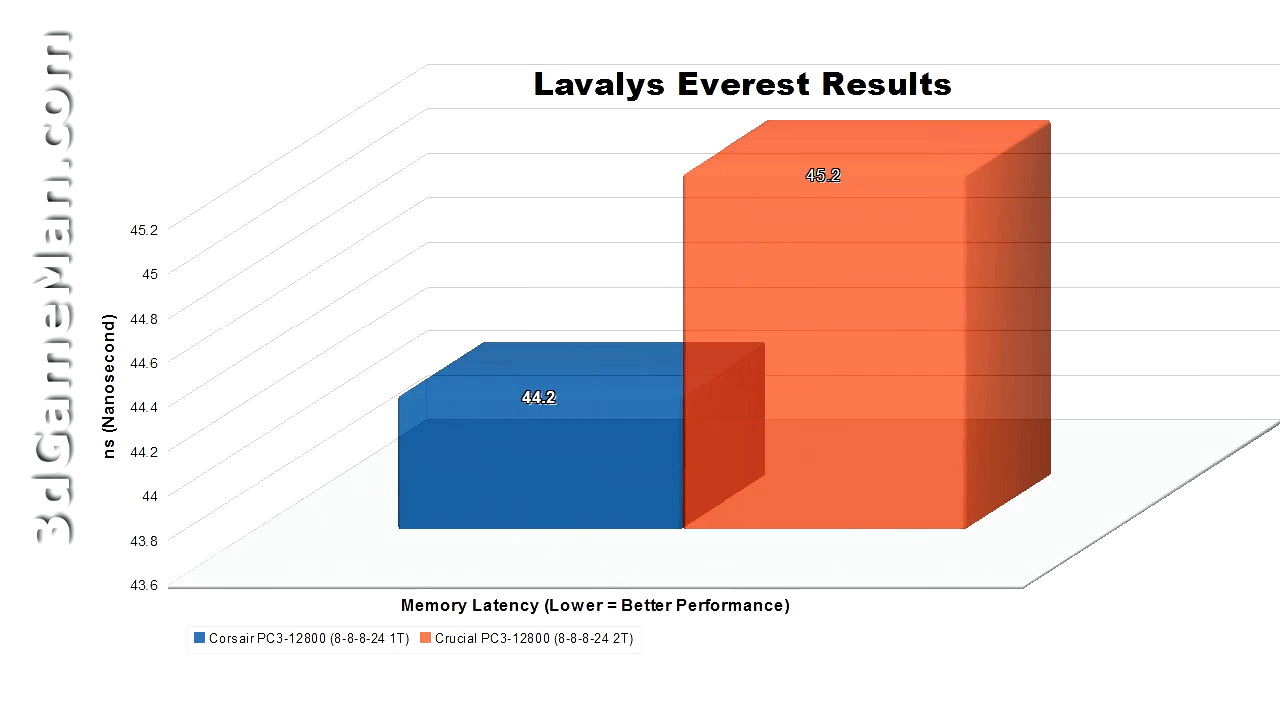 3dGameMan.com
Lavalys Everest Results
45.2
45
44.8
44.6
44.4
44.2
44
43.8
43.6
ns (Nanosecond)
44.2
45.2
Memory Latency (Lower = Better Performance)
Corsair PC3-12800 (8-8-8-24 1T)
Crucial PC3-12800 (8-8-8-24 2T)